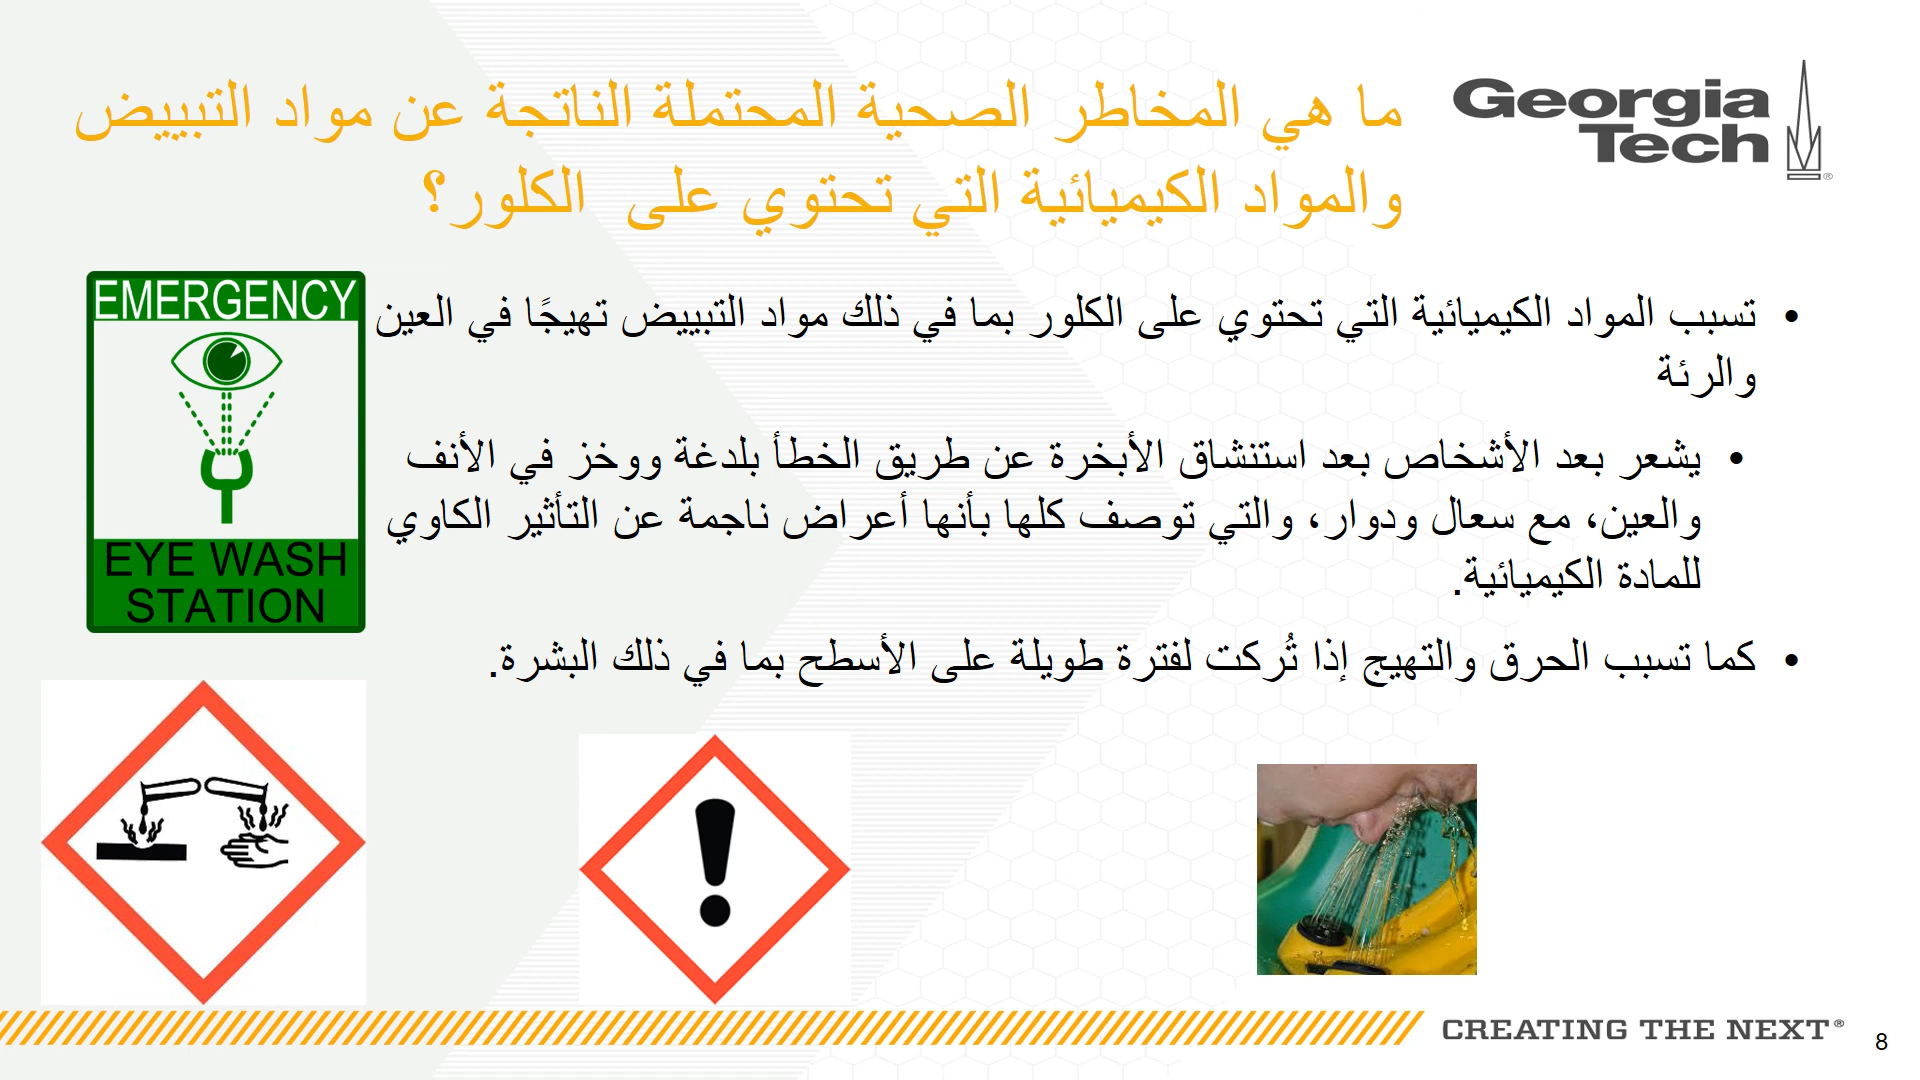 ما هي المخاطر الصحية المحتملة الناتجة عن مواد التبييض
والمواد الكيميائية التي تحتوي على الكلور؟
Georgia
Tech
®
• تسبب المواد الكيميائية التي تحتوي على الكلور بما في ذلك مواد التبييض تهيجًا في العين
والرئة
• يشعر بعد الأشخاص بعد استنشاق الأبخرة عن طريق الخطأ بلدغة ووخز في الأنف
والعين، مع سعال ودوار، والتي توصف كلها بأنها أعراض ناجمة عن التأثير الكاوي
للمادة الكيميائية.
• كما تسبب الحرق والتهيج إذا تُركت لفترة طويلة على الأسطح بما في ذلك البشرة.
EMERGENCY
EYE WASH
STATION
CREATING THE NEXT®
8